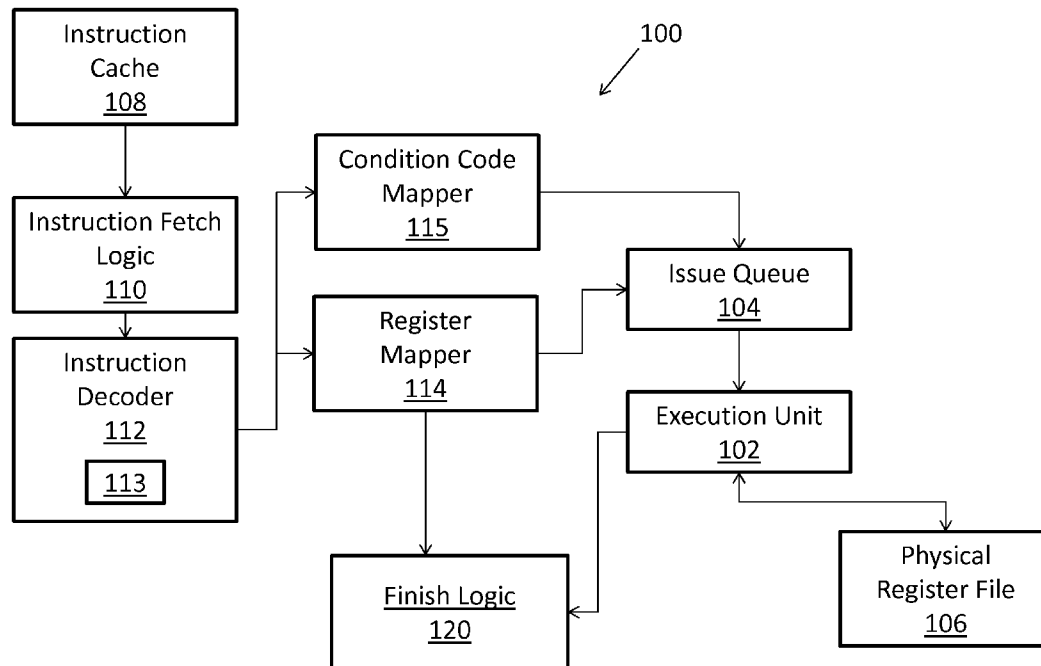 Instruction
Cache
108
100
Condition Code
Mapper
115
Instruction Fetch
Logic
110
Issue Queue
104
Register
Mapper
114
Instruction
Decoder
112
113
Execution Unit
102
Finish Logic
120
Physical
Register File
106